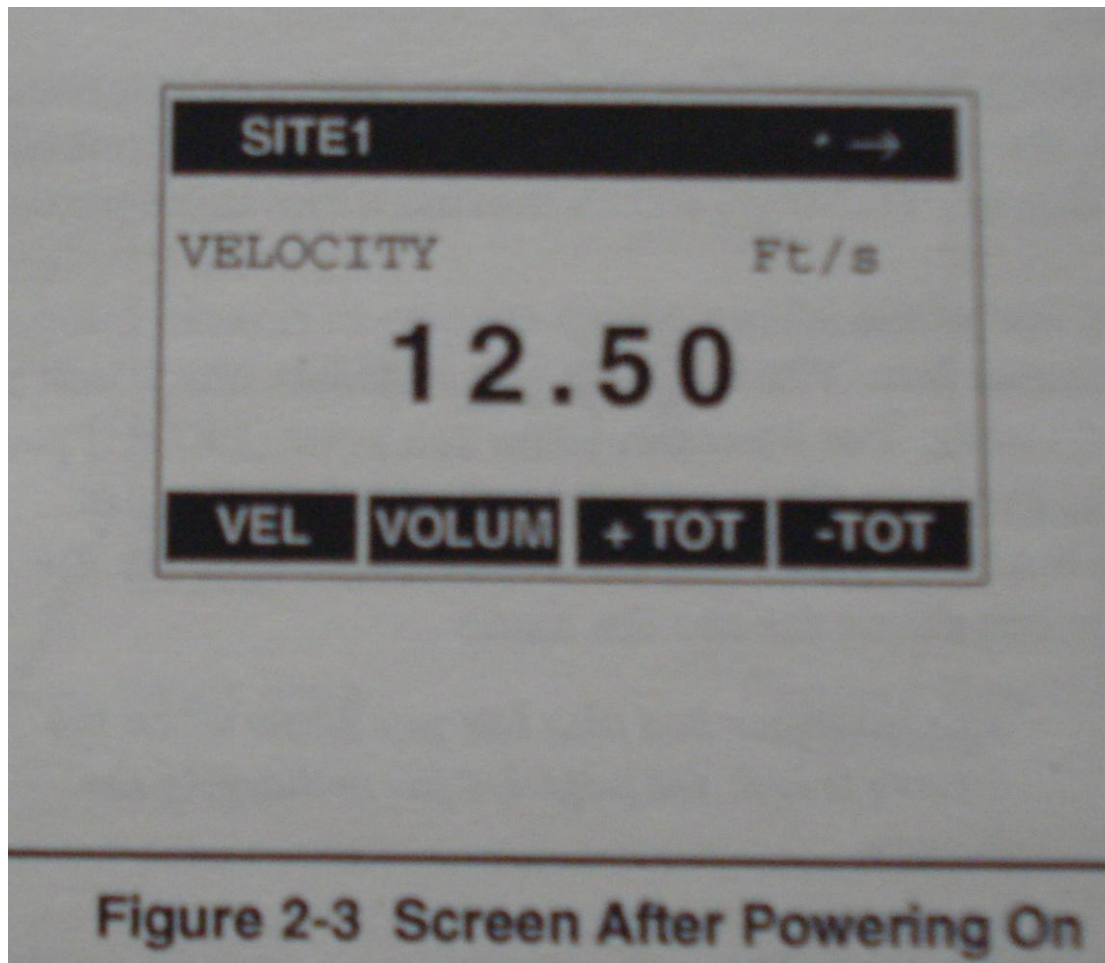 SITE1 · →
VELOCITY Ft/s
12.50
VEL VOLUM + TOT -TOT
Figure 2-3 Screen After Powering On